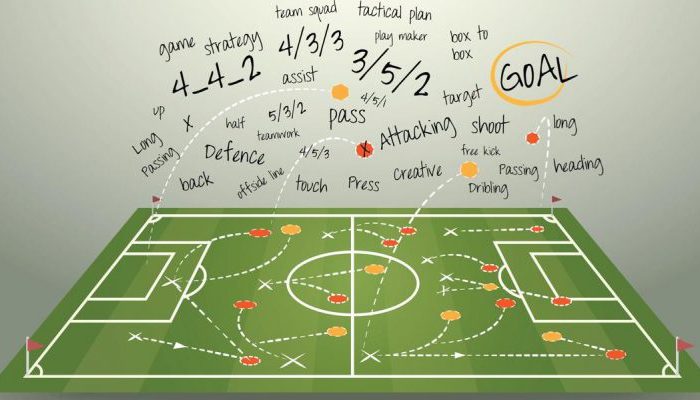 team squad
tactical plan
game strategy
4/3/3
play maker
box to
box
4_4_2
assist
3/5/2
GOAL
4/5/1
target
up
X
half
5/3/2
pass
Long
Passing
teamwork
Attacking
shoot
long
Defence
4/5/3
X
free kick
back
offside line
touch
Press
Creative
Passing
heading
Dribling